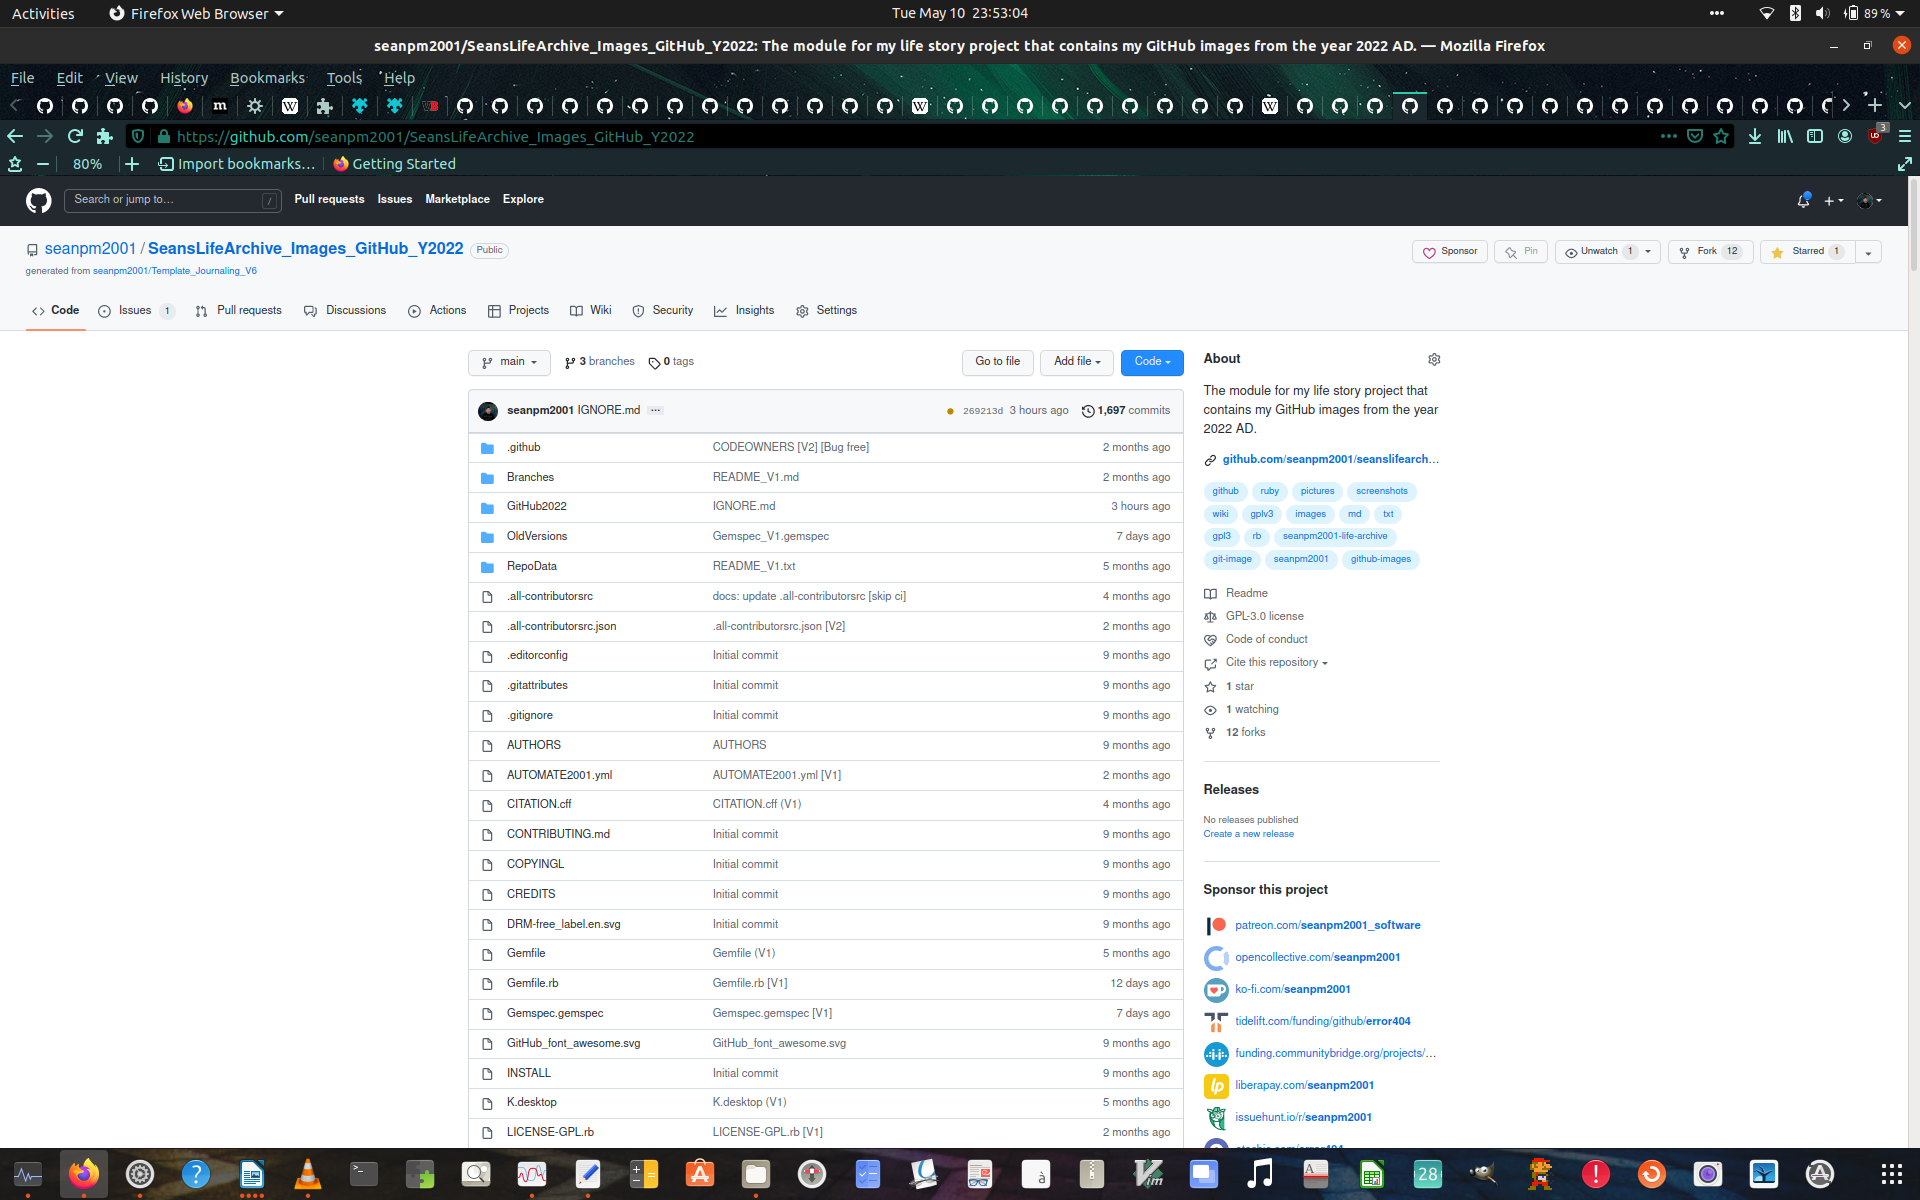 Activities Firefox Web Browser Tue May 10 23:53:04 89 %
seanpm2001/SeansLifeArchive_Images_GitHub_Y2022: The module for my life story project that contains my GitHub images from the year 2022 AD. — Mozilla Firefox
File Edit View History Bookmarks Tools Help
https://github.com/seanpm2001/SeansLifeArchive_Images_GitHub_Y2022 3
80% Import bookmarks… Getting Started
Search or jump to… / Pull requests Issues Marketplace Explore
seanpm2001 / SeansLifeArchive_Images_GitHub_Y2022 Public Sponsor Pin Unwatch 1 Fork 12 Starred 1
generated from seanpm2001/Template_Journaling_V6
Code Issues 1 Pull requests Discussions Actions Projects Wiki Security Insights Settings
main 3 branches 0 tags Go to file Add file Code
seanpm2001 IGNORE.md ... 269213d 3 hours ago 1,697 commits
.github CODEOWNERS [V2] [Bug free] 2 months ago
Branches README_V1.md 2 months ago
GitHub2022 IGNORE.md 3 hours ago
OldVersions Gemspec_V1.gemspec 7 days ago
RepoData README_V1.txt 5 months ago
.all-contributorsrc docs: update .all-contributorsrc [skip ci] 4 months ago
.all-contributorsrc.json .all-contributorsrc.json [V2] 2 months ago
.editorconfig Initial commit 9 months ago
.gitattributes Initial commit 9 months ago
.gitignore Initial commit 9 months ago
AUTHORS AUTHORS 9 months ago
AUTOMATE2001.yml AUTOMATE2001.yml [V1] 2 months ago
CITATION.cff CITATION.cff (V1) 4 months ago
CONTRIBUTING.md Initial commit 9 months ago
COPYINGL Initial commit 9 months ago
CREDITS Initial commit 9 months ago
DRM-free_label.en.svg Initial commit 9 months ago
Gemfile Gemfile (V1) 5 months ago
Gemfile.rb Gemfile.rb [V1] 12 days ago
Gemspec.gemspec Gemspec.gemspec [V1] 7 days ago
GitHub_font_awesome.svg GitHub_font_awesome.svg 9 months ago
INSTALL Initial commit 9 months ago
K.desktop K.desktop (V1) 5 months ago
LICENSE-GPL.rb LICENSE-GPL.rb [V1] 2 months ago
About
The module for my life story project that
contains my GitHub images from the year
2022 AD.
github.com/seanpm2001/seanslifearch…
github ruby pictures screenshots
wiki gplv3 images md txt
gpl3 rb seanpm2001-life-archive
git-image seanpm2001 github-images
Readme
GPL-3.0 license
Code of conduct
Cite this repository
1 star
1 watching
12 forks
Releases
No releases published
Create a new release
Sponsor this project
patreon.com/seanpm2001_software
opencollective.com/seanpm2001
ko-fi.com/seanpm2001
tidelift.com/funding/github/error404
funding.communitybridge.org/projects/…
liberapay.com/seanpm2001
issuehunt.io/r/seanpm2001
28